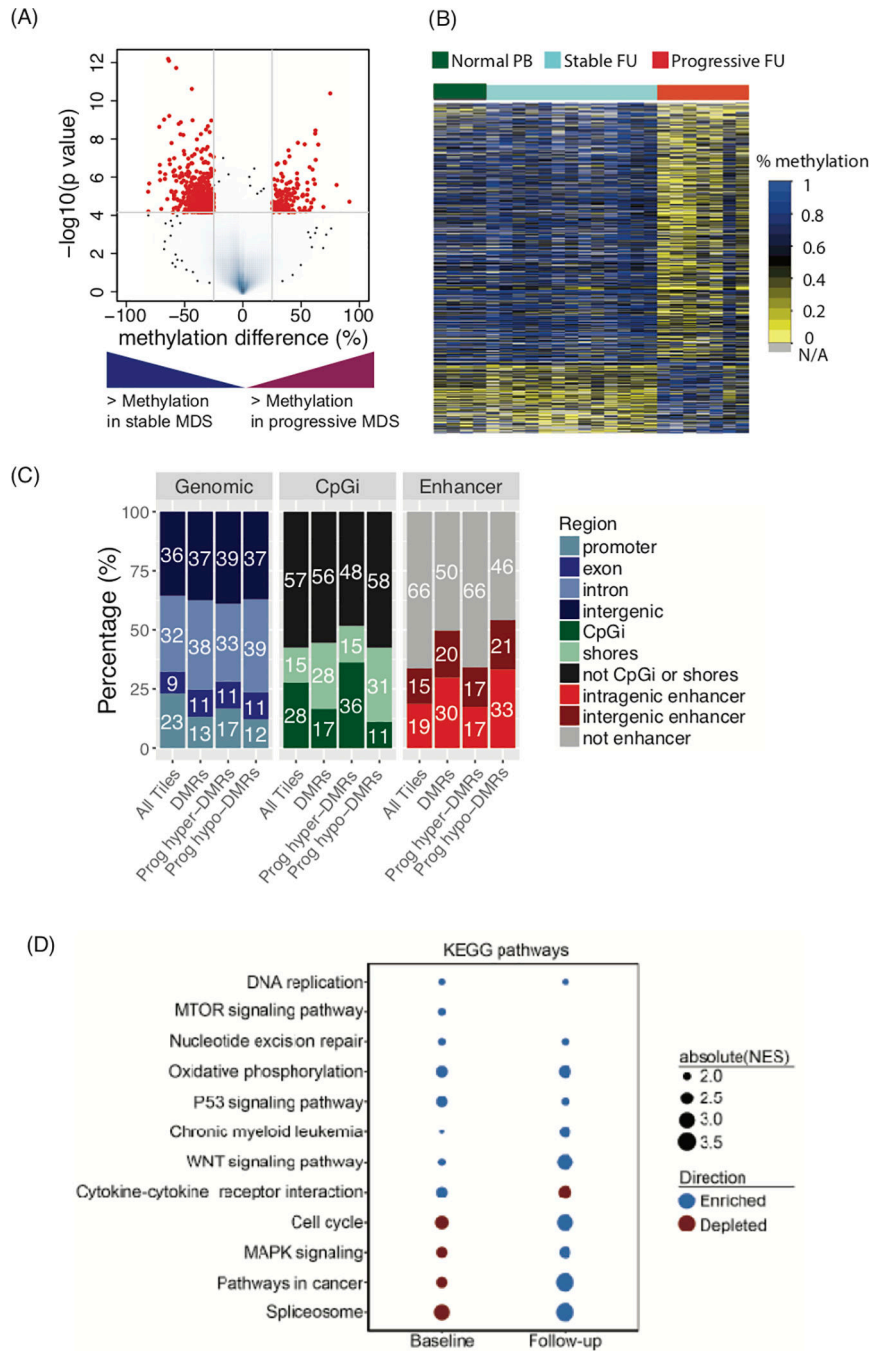 (A)
12
10
8
6
4
2
0
−log10(p value)
−100
−50
0
50
100
methylation difference (%)
> Methylation
in stable MDS
> Methylation
in progressive MDS
(B)
Normal PB
Stable FU
Progressive FU
% methylation
1
0.8
0.6
0.4
0.2
0
N/A
(C)
Genomic
CpGi
Enhancer
Percentage (%)
100
75
50
25
0
36
37
39
37
32
38
33
39
9
11
11
11
23
13
17
12
57
56
48
58
15
28
15
31
28
17
36
11
66
50
66
46
15
20
17
21
19
30
17
33
All Tiles
DMRs
Prog hyper−DMRs
Prog hypo−DMRs
All Tiles
DMRs
Prog hyper−DMRs
Prog hypo−DMRs
All Tiles
DMRs
Prog hyper−DMRs
Prog hypo−DMRs
Region
promoter
exon
intron
intergenic
CpGi
shores
not CpGi or shores
intragenic enhancer
intergenic enhancer
not enhancer
(D)
KEGG pathways
DNA replication
MTOR signaling pathway
Nucleotide excision repair
Oxidative phosphorylation
P53 signaling pathway
Chronic myeloid leukemia
WNT signaling pathway
Cytokine-cytokine receptor interaction
Cell cycle
MAPK signaling
Pathways in cancer
Spliceosome
Baseline
Follow-up
absolute(NES)
2.0
2.5
3.0
3.5
Direction
Enriched
Depleted